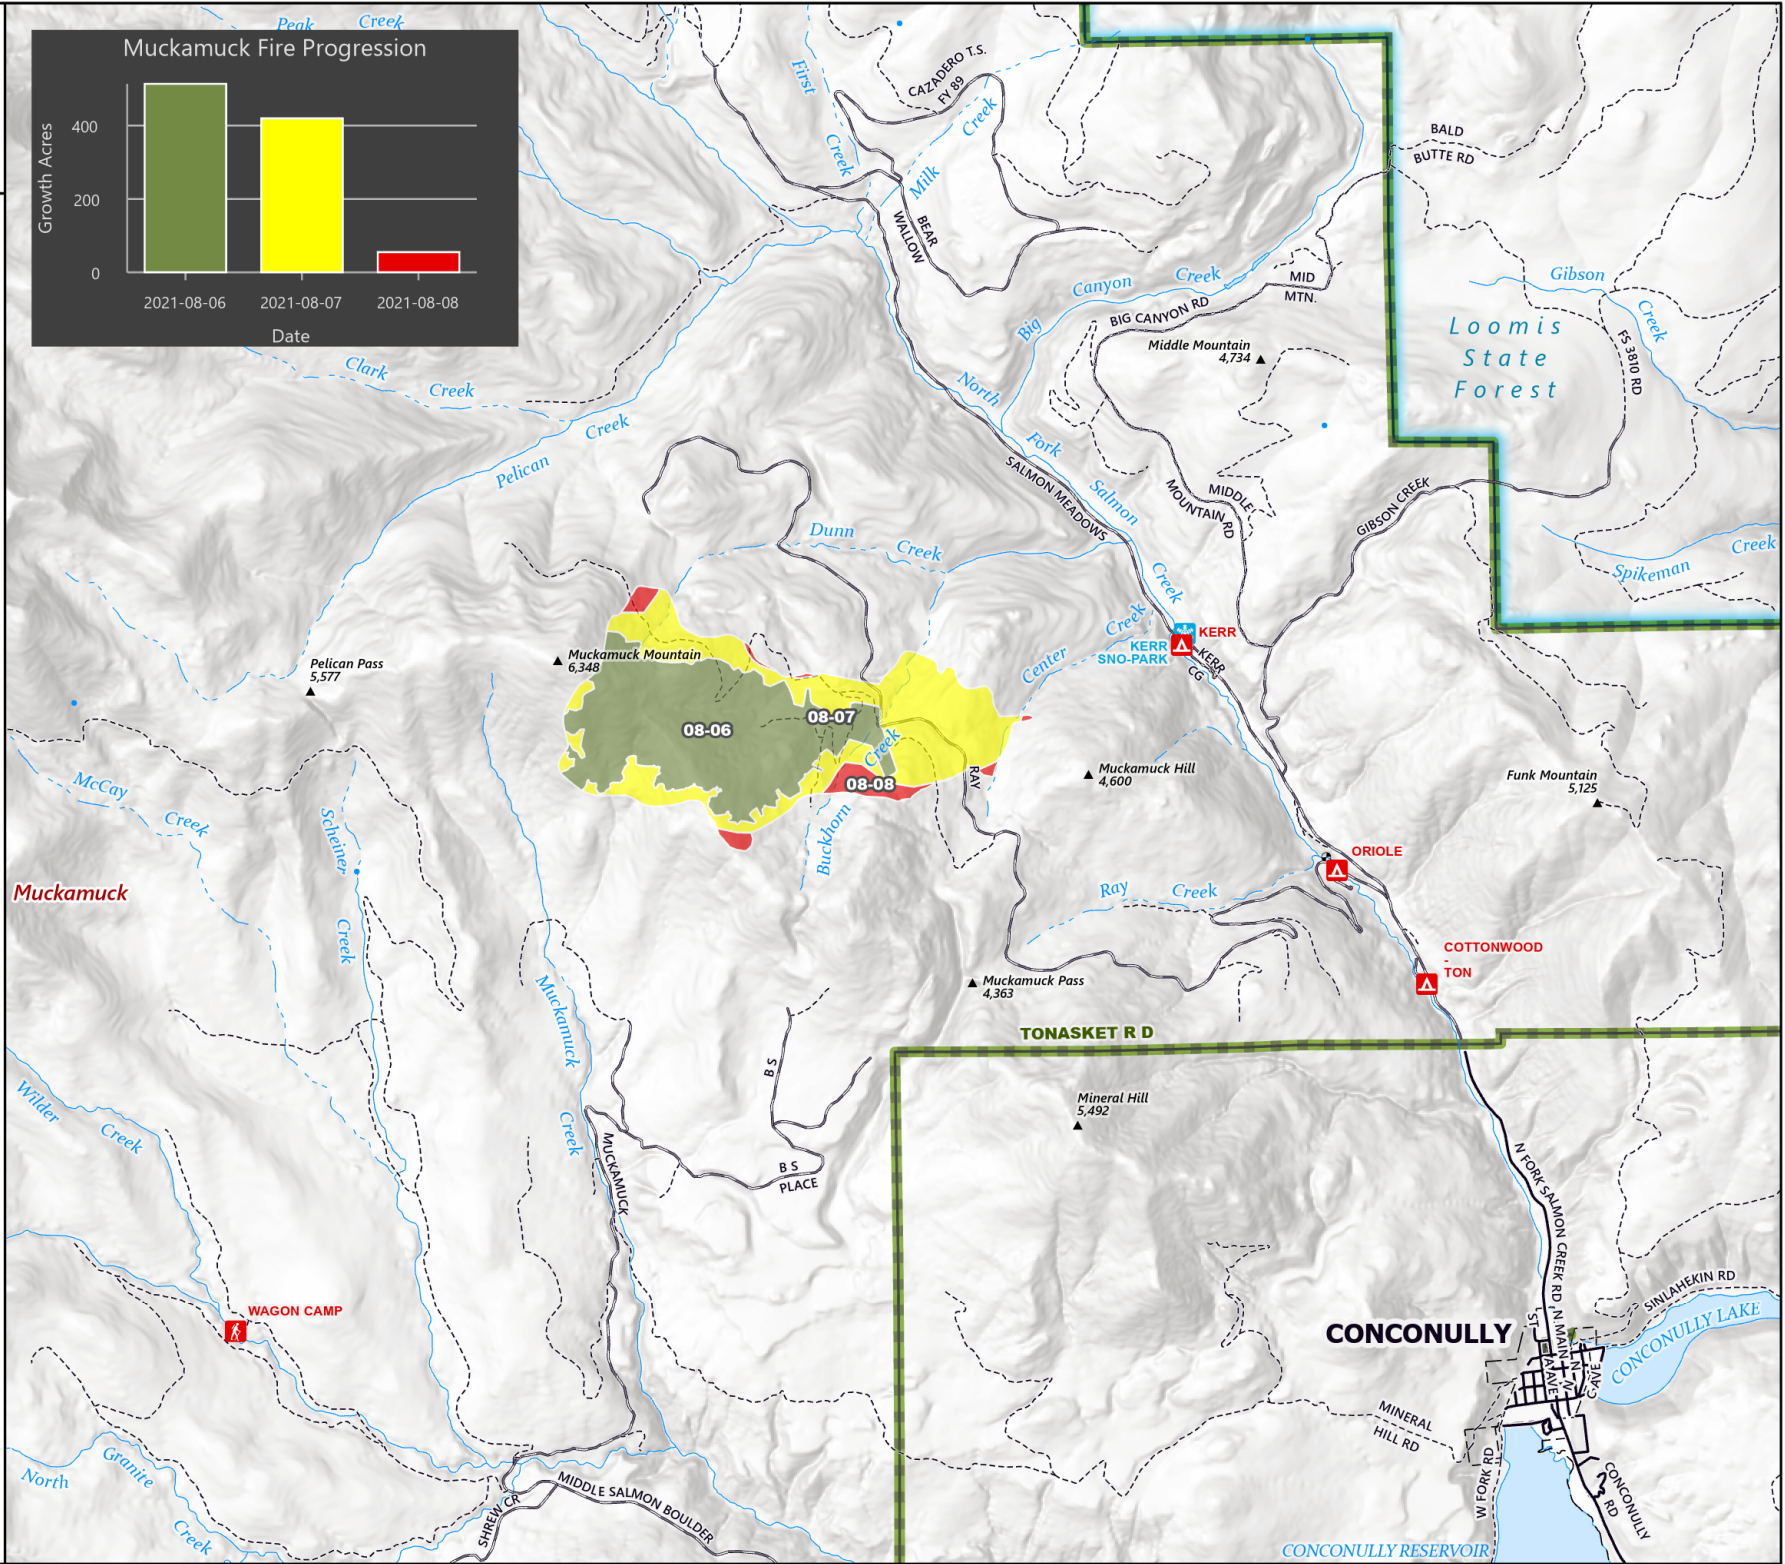 Peak Creek
Muckamuck Fire Progression
Growth Acres
400
200
0
2021-08-06
2021-08-07
2021-08-08
Date
First
Creek
CAZADERO T.S.
FY 89
Milk Creek
BEAR
WALLOW
BALD
BUTTE RD
Big Canyon Creek
BIG CANYON RD
MID
MTN.
Gibson
Creek
Loomis
State
Forest
FS 3810 RD
Middle Mountain
4,734
Clark Creek
Pelican Creek
North Fork Salmon Creek
SALMON MEADOWS
MIDDLE
MOUNTAIN RD
GIBSON CREEK
Dunn Creek
Creek
Spikeman
Center Creek
KERR
KERR
SNO-PARK
KERR
CG
Pelican Pass
5,577
Muckamuck Mountain
6,348
08-06
08-07
08-08
Creek
Buckhorn
RAY
Muckamuck Hill
4,600
Funk Mountain
5,125
McCay
Creek
Scheiner
Creek
Muckamuck
ORIOLE
Ray Creek
COTTONWOOD
-
TON
Muckamuck Pass
4,363
Muckamuck
Creek
TONASKET R D
Mineral Hill
5,492
Wilder
Creek
B S
B S
PLACE
MUCKAMUCK
N FORK SALMON CREEK RD
N MAIN
ST
AVE
N
C AVE
SINLAHEKIN RD
CONCONULLY LAKE
WAGON CAMP
CONCONULLY
MINERAL
HILL RD
W FORK RD
CONCONULLY
RD
North
Granite
Creek
SHREW CR
MIDDLE SALMON BOULDER
CONCONULLY RESERVOIR